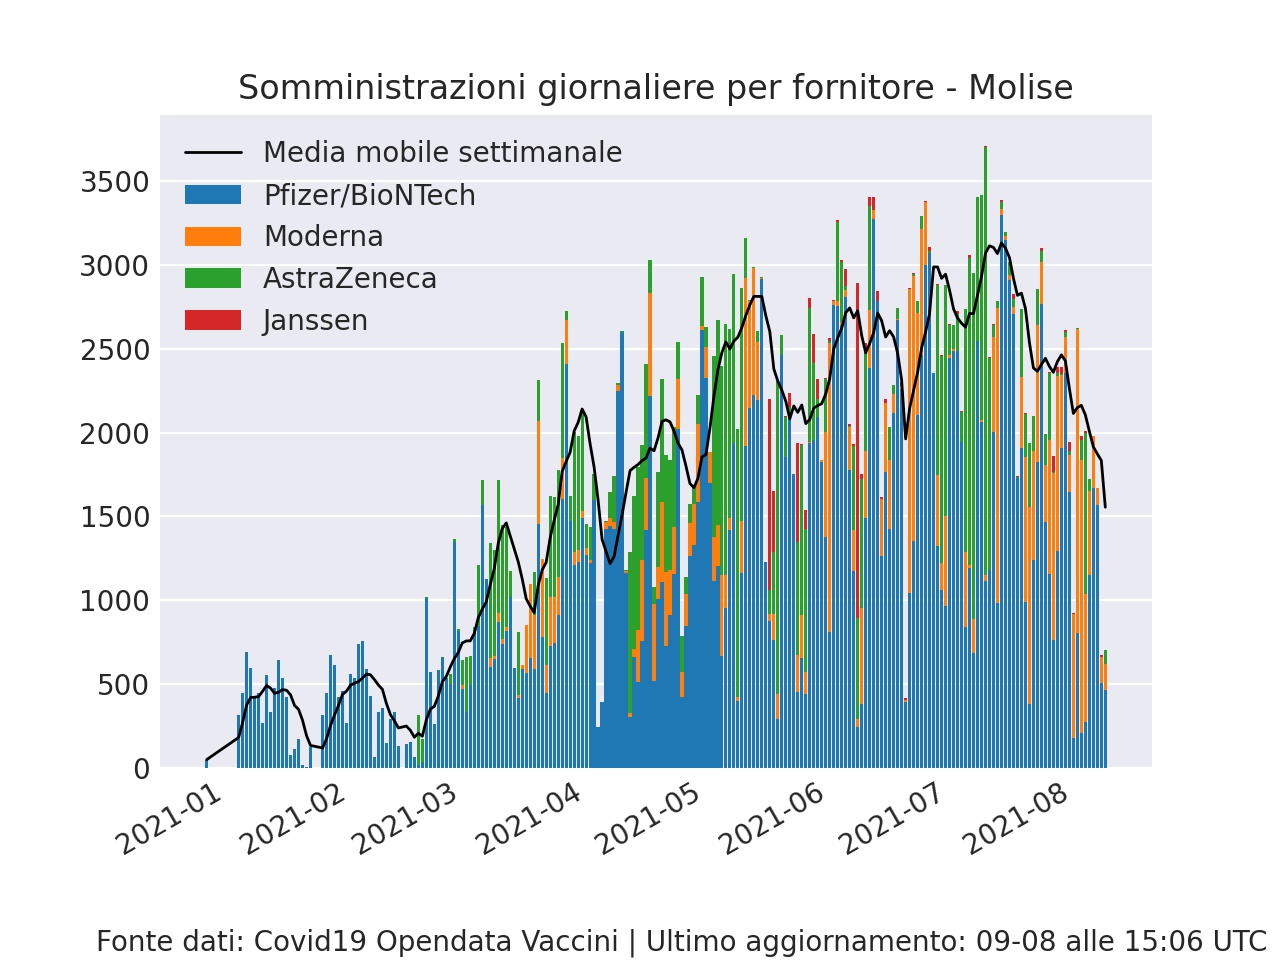 Somministrazioni giornaliere per fornitore - Molise
Media mobile settimanale
Pfizer/BioNTech
Moderna
AstraZeneca
Janssen
3500
3000
2500
2000
1500
1000
500
0
2021-01
2021-02
2021-03
2021-04
2021-05
2021-06
2021-07
2021-08
Fonte dati: Covid19 Opendata Vaccini | Ultimo aggiornamento: 09-08 alle 15:06 UTC